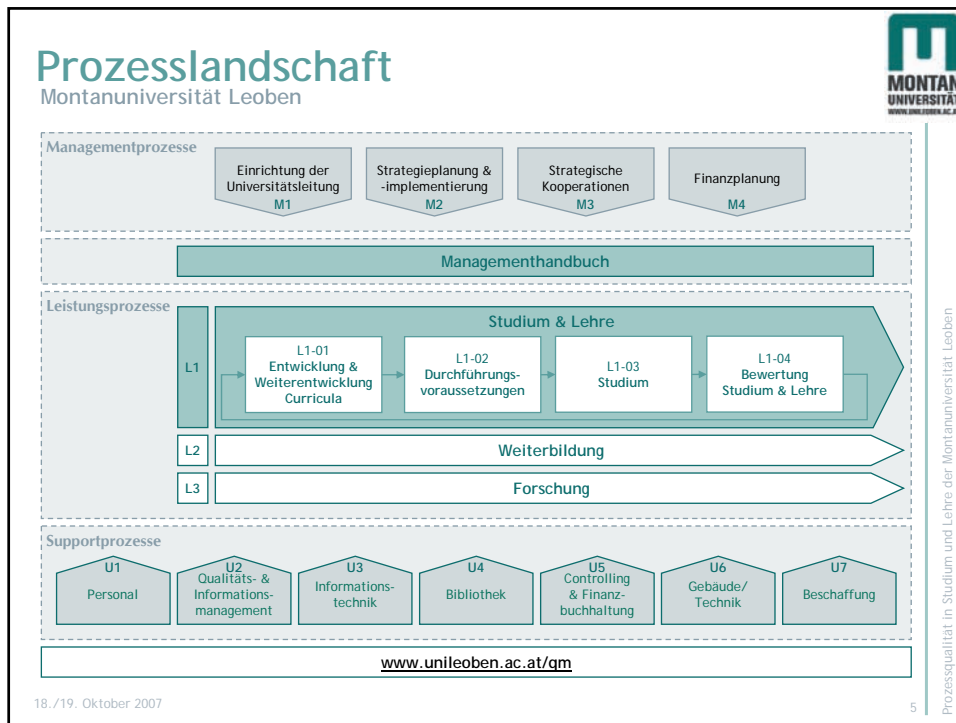 Prozesslandschaft
Montanuniversität Leoben
MONTAN
UNIVERSITÄT
WWW.UNILEOBEN.AC.A
Managementprozesse
Einrichtung der
Universitätsleitung
M1
Strategieplanung &
-implementierung
M2
Strategische
Kooperationen
M3
Finanzplanung
M4
Managementhandbuch
Leistungsprozesse
L1
Studium & Lehre
L1-01
Entwicklung &
Weiterentwicklung
Curricula
L1-02
Durchführungs-
voraussetzungen
L1-03
Studium
L1-04
Bewertung
Studium & Lehre
L2
Weiterbildung
L3
Forschung
Supportprozesse
U1
Personal
U2
Qualitäts- &
Informations-
management
U3
Informations-
technik
U4
Bibliothek
U5
Controlling
& Finanz-
buchhaltung
U6
Gebäude/
Technik
U7
Beschaffung
www.unileoben.ac.at/qm
18./19. Oktober 2007
5
Prozessqualität in Studium und Lehre der Montanuniversität Leoben